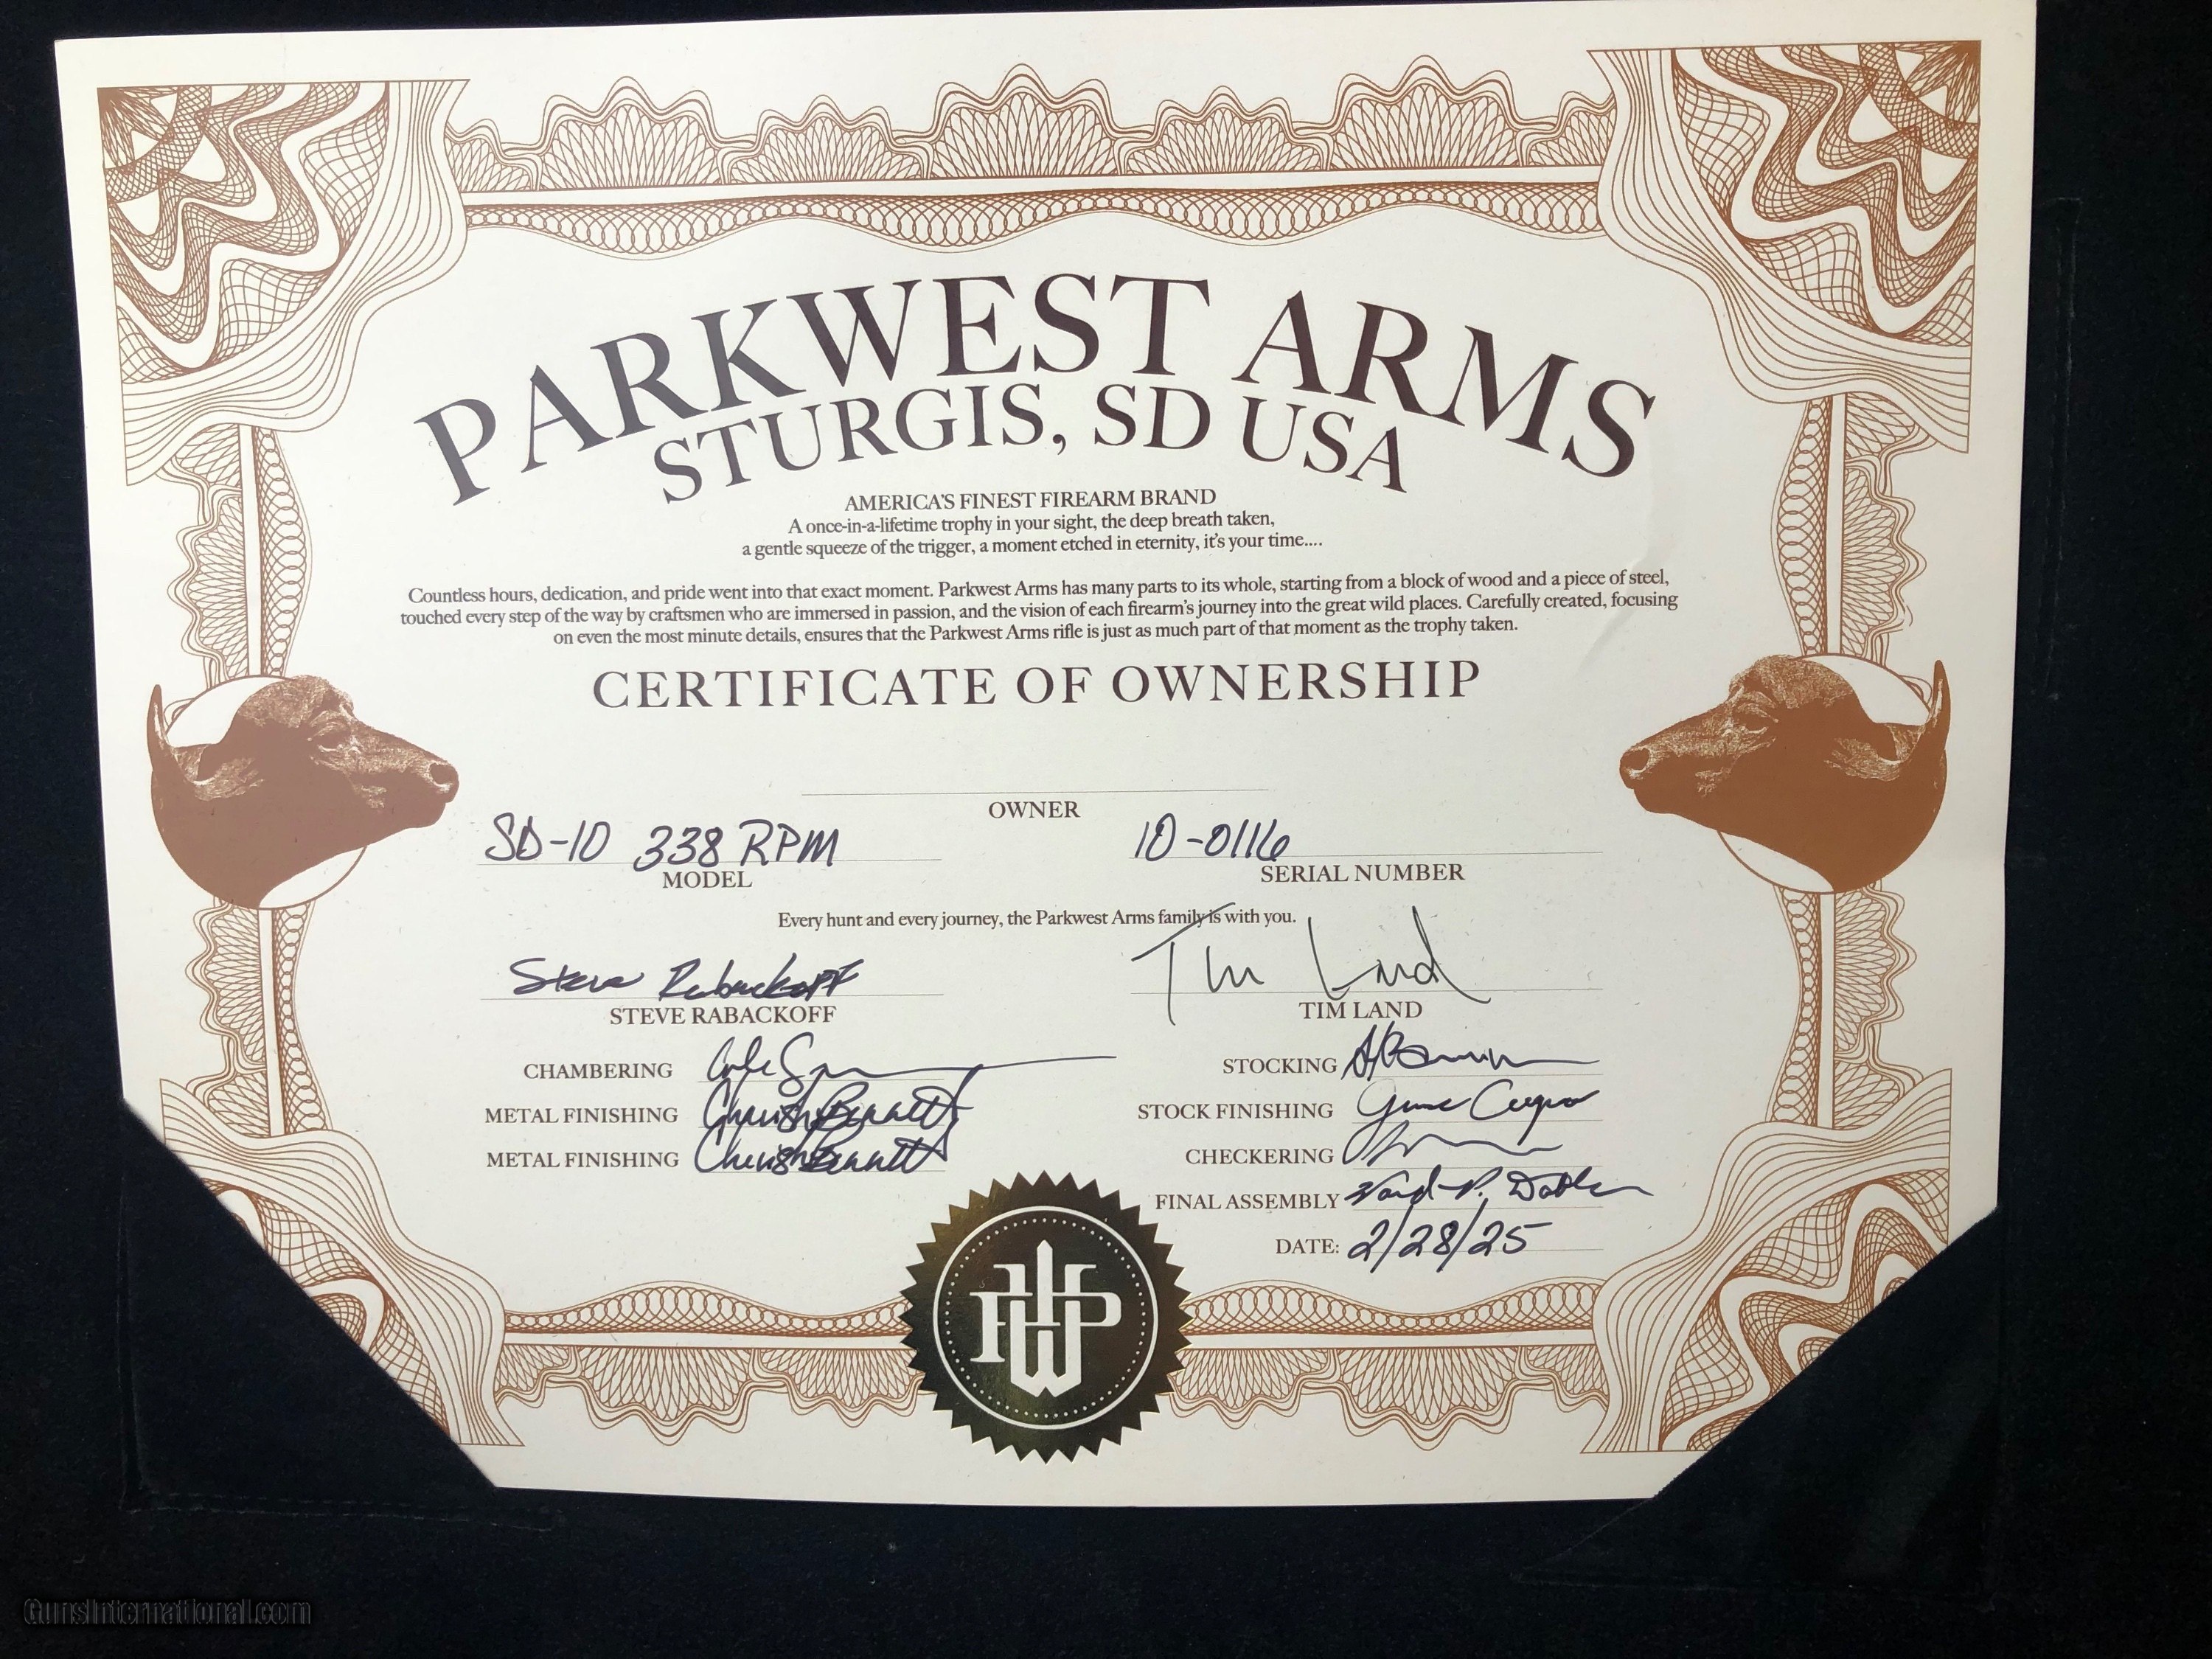 PARKWEST ARMS
STURGIS, SD USA
AMERICA'S FINEST FIREARM BRAND
A once-in-a-lifetime trophy in your sight, the deep breath taken,
a gentle squeeze of the trigger, a moment etched in eternity, it's your time....
Countless hours, dedication, and pride went into that exact moment. Parkwest Arms has many parts to its whole, starting from a block of wood and a piece of steel,
touched every step of the way by craftsmen who are immersed in passion, and the vision of each firearm's journey into the great wild places. Carefully created, focusing
on even the most minute details, ensures that the Parkwest Arms rifle is just as much part of that moment as the trophy taken.
CERTIFICATE OF OWNERSHIP
OWNER
SD-10 338 RPM
MODEL
10-0116
SERIAL NUMBER
Every hunt and every journey, the Parkwest Arms family is with you.
Steve Rabackoff
STEVE RABACKOFF
Tim Land
TIM LAND
CHAMBERING
METAL FINISHING Cherish Bennett
METAL FINISHING Cherish Bennett
STOCKING
STOCK FINISHING
CHECKERING
FINAL ASSEMBLY
DATE: 2/28/25
PW
GunsInternational.com